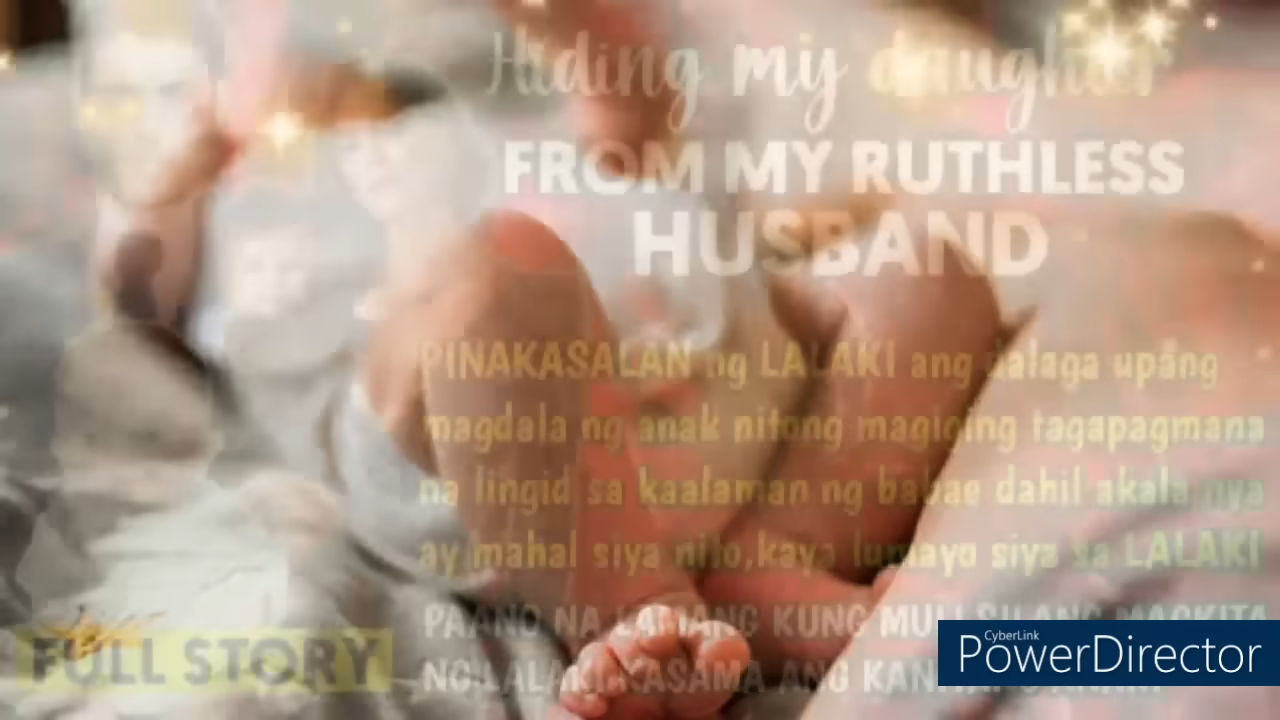 Hiding my daughter
FROM MY RUTHLESS
HUSBAND
PINAKASALAN ng LALAKI ang dalaga upang
magdala ng anak nitong magiging tagapagmana
na lingid sa kaalaman ng babae dahil akala nya
ay mahal siya nito,kaya lumayo siya sa LALAKI
PAANO NA LAMANG KUNG MULI SILANG MAGKITA
NG LALAKI KASAMA ANG
FULL STORY
CyberLink
PowerDirector